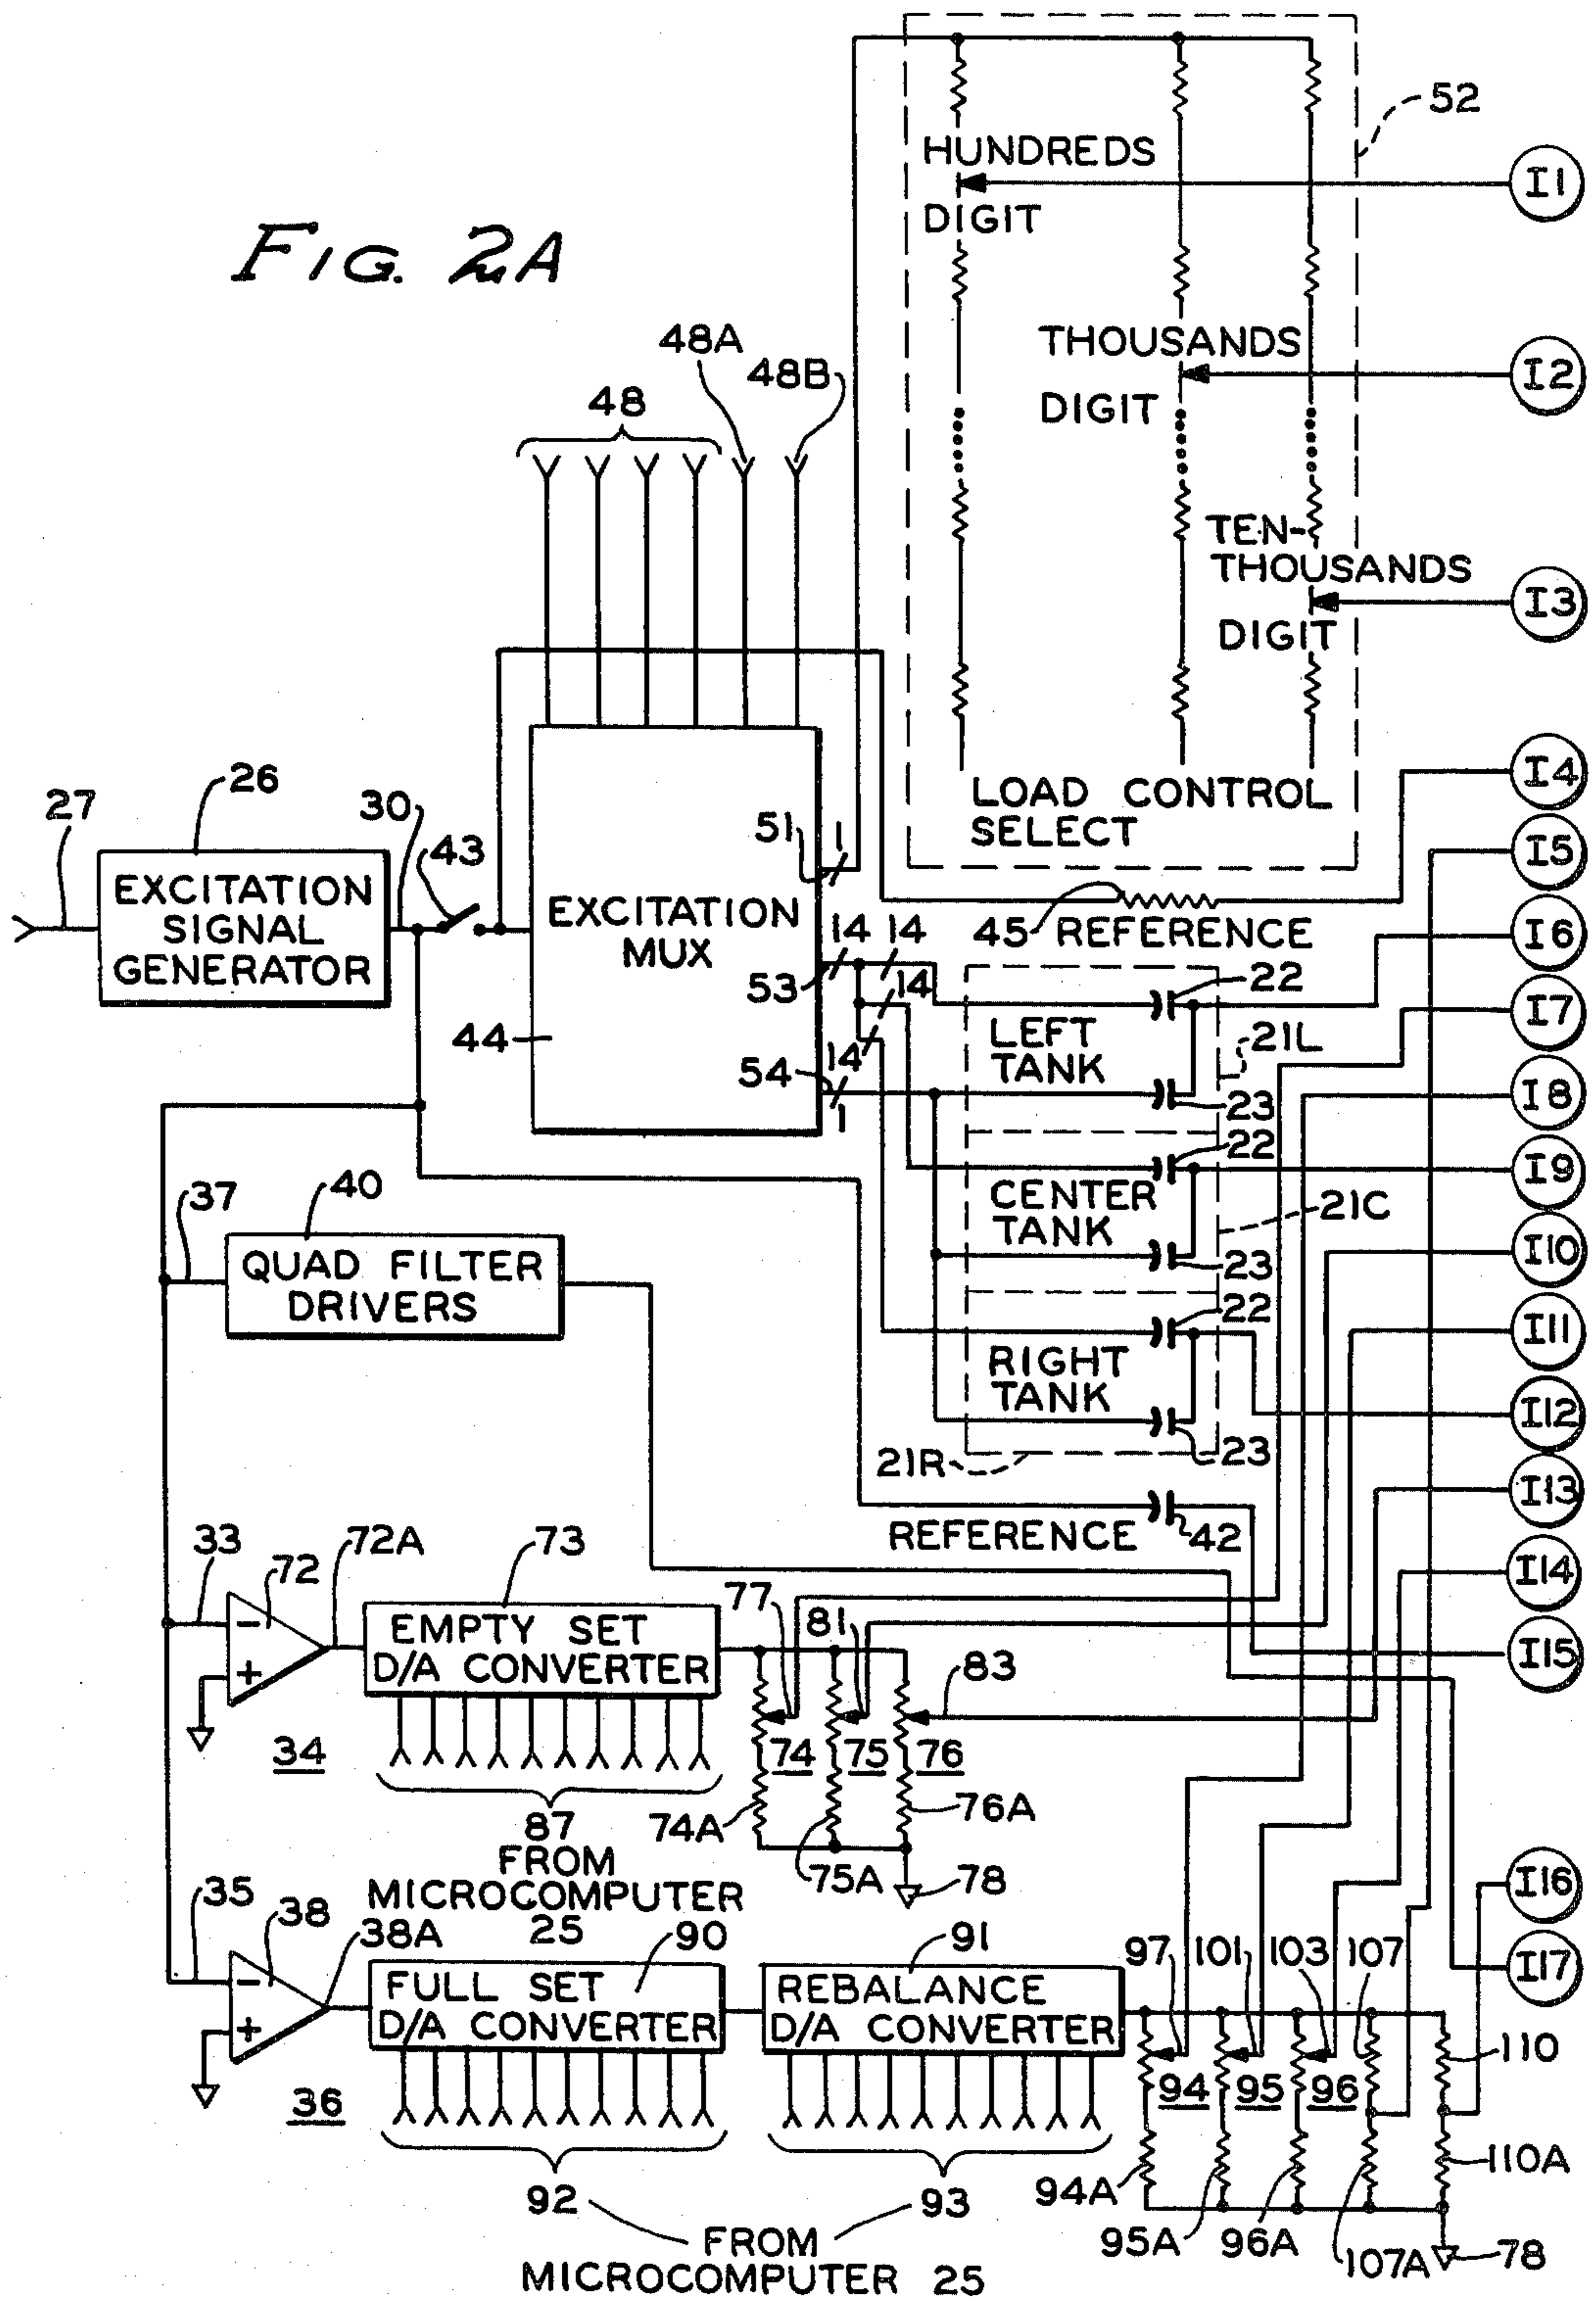 FIG. 2A
52
HUNDREDS
DIGIT
I1
THOUSANDS
DIGIT
I2
TEN-
THOUSANDS
DIGIT
I3
LOAD CONTROL
SELECT
48
48A
48B
I4
I5
I6
I7
I8
I9
I10
I11
I12
I13
I14
I15
I16
I17
27
26
EXCITATION
SIGNAL
GENERATOR
30
43
EXCITATION
MUX
44
51
1
53
14
14
14
14
54
1
45
REFERENCE
LEFT
TANK
22
23
21L
CENTER
TANK
22
23
21C
RIGHT
TANK
22
23
21R
REFERENCE
42
37
40
QUAD FILTER
DRIVERS
33
72
-
+
72A
34
73
EMPTY SET
D/A CONVERTER
87
FROM
MICROCOMPUTER
25
77
81
83
74
75
76
74A
75A
76A
78
35
38
-
+
38A
36
90
FULL SET
D/A CONVERTER
92
91
REBALANCE
D/A CONVERTER
93
FROM
MICROCOMPUTER 25
97
101
103
107
110
94
95
96
94A
95A
96A
107A
110A
78